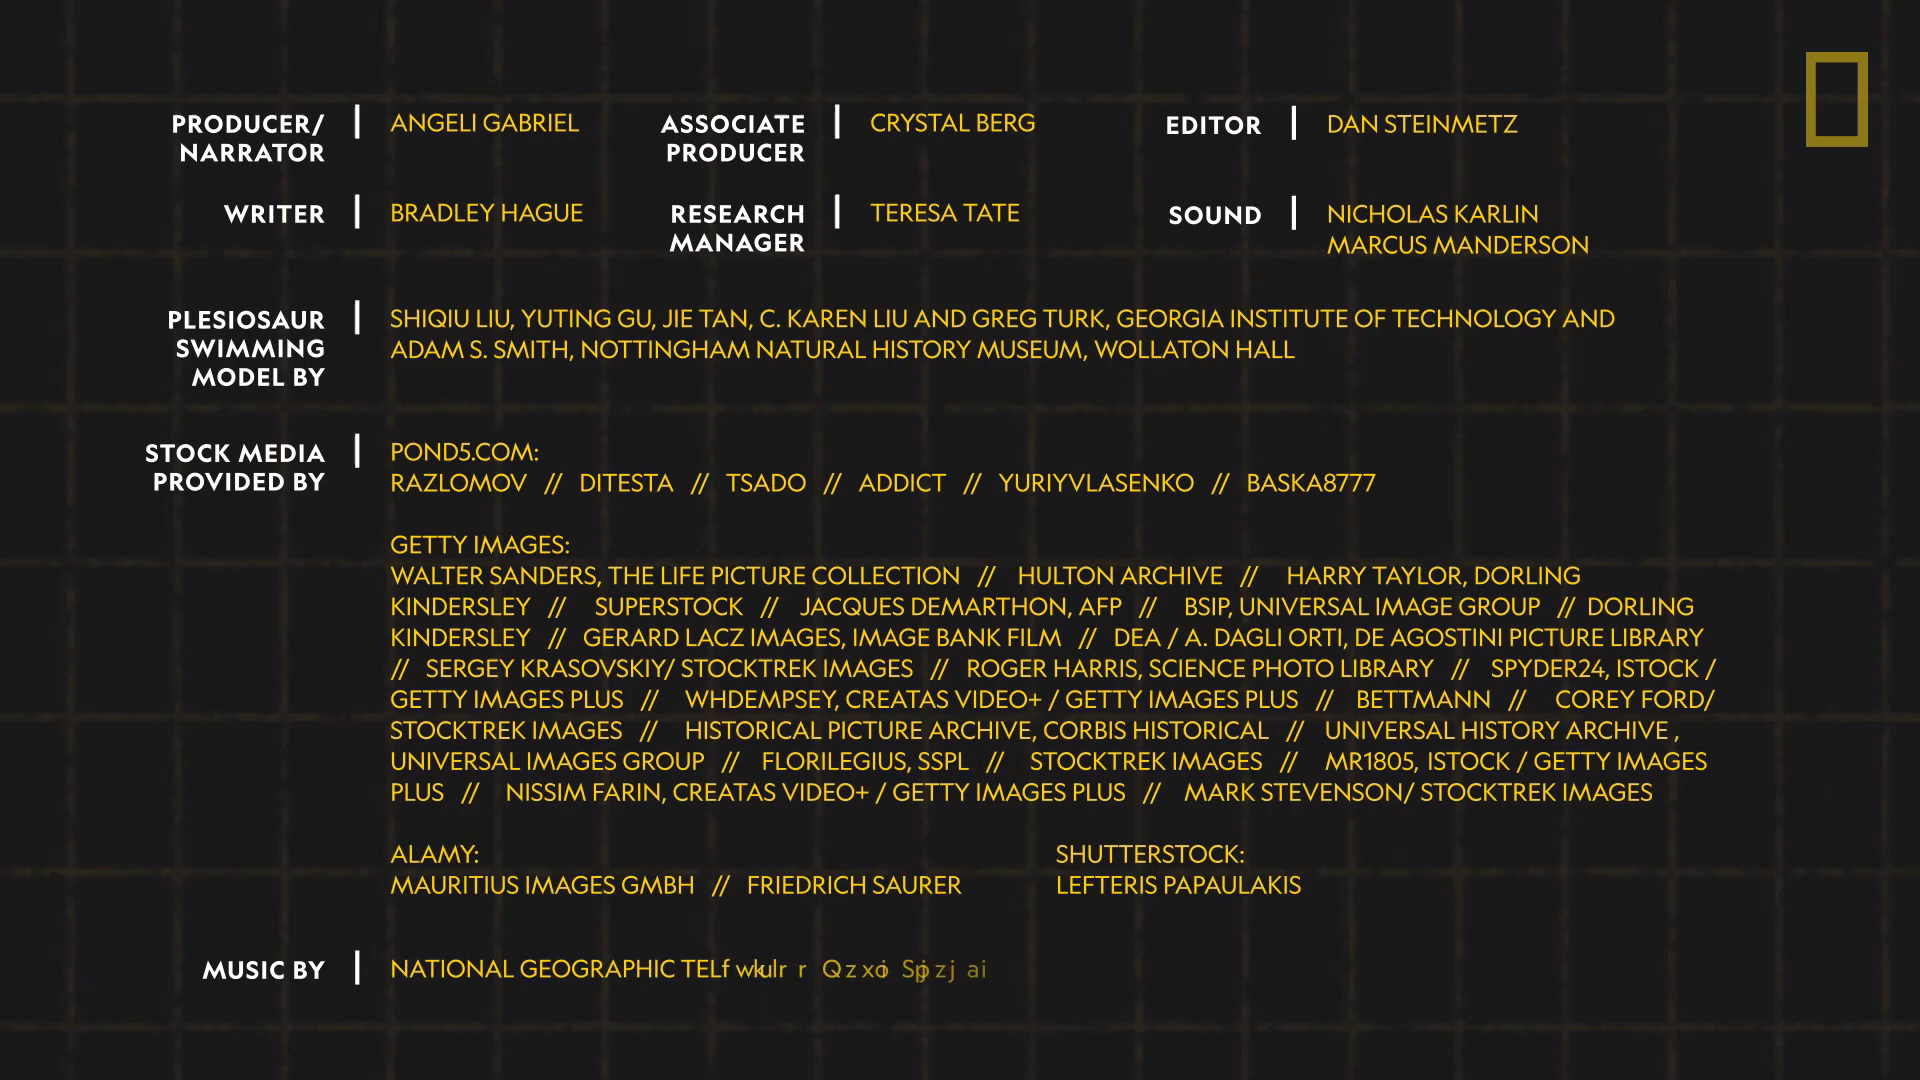 PRODUCER/ NARRATOR | ANGELI GABRIEL
ASSOCIATE PRODUCER | CRYSTAL BERG
EDITOR | DAN STEINMETZ
WRITER | BRADLEY HAGUE
RESEARCH MANAGER | TERESA TATE
SOUND | NICHOLAS KARLIN
MARCUS MANDERSON
PLESIOSAUR SWIMMING MODEL BY | SHIQIU LIU, YUTING GU, JIE TAN, C. KAREN LIU AND GREG TURK, GEORGIA INSTITUTE OF TECHNOLOGY AND
ADAM S. SMITH, NOTTINGHAM NATURAL HISTORY MUSEUM, WOLLATON HALL
STOCK MEDIA PROVIDED BY | POND5.COM:
RAZLOMOV // DITESTA // TSADO // ADDICT // YURIYVLASENKO // BASKA8777
GETTY IMAGES:
WALTER SANDERS, THE LIFE PICTURE COLLECTION // HULTON ARCHIVE // HARRY TAYLOR, DORLING
KINDERSLEY // SUPERSTOCK // JACQUES DEMARTHON, AFP // BSIP, UNIVERSAL IMAGE GROUP // DORLING
KINDERSLEY // GERARD LACZ IMAGES, IMAGE BANK FILM // DEA / A. DAGLI ORTI, DE AGOSTINI PICTURE LIBRARY
// SERGEY KRASOVSKIY/ STOCKTREK IMAGES // ROGER HARRIS, SCIENCE PHOTO LIBRARY // SPYDER24, ISTOCK /
GETTY IMAGES PLUS // WHDEMPSEY, CREATAS VIDEO+ / GETTY IMAGES PLUS // BETTMANN // COREY FORD/
STOCKTREK IMAGES // HISTORICAL PICTURE ARCHIVE, CORBIS HISTORICAL // UNIVERSAL HISTORY ARCHIVE ,
UNIVERSAL IMAGES GROUP // FLORILEGIUS, SSPL // STOCKTREK IMAGES // MR1805, ISTOCK / GETTY IMAGES
PLUS // NISSIM FARIN, CREATAS VIDEO+ / GETTY IMAGES PLUS // MARK STEVENSON/ STOCKTREK IMAGES
ALAMY:
MAURITIUS IMAGES GMBH // FRIEDRICH SAURER
SHUTTERSTOCK:
LEFTERIS PAPAULAKIS
MUSIC BY | NATIONAL GEOGRAPHIC